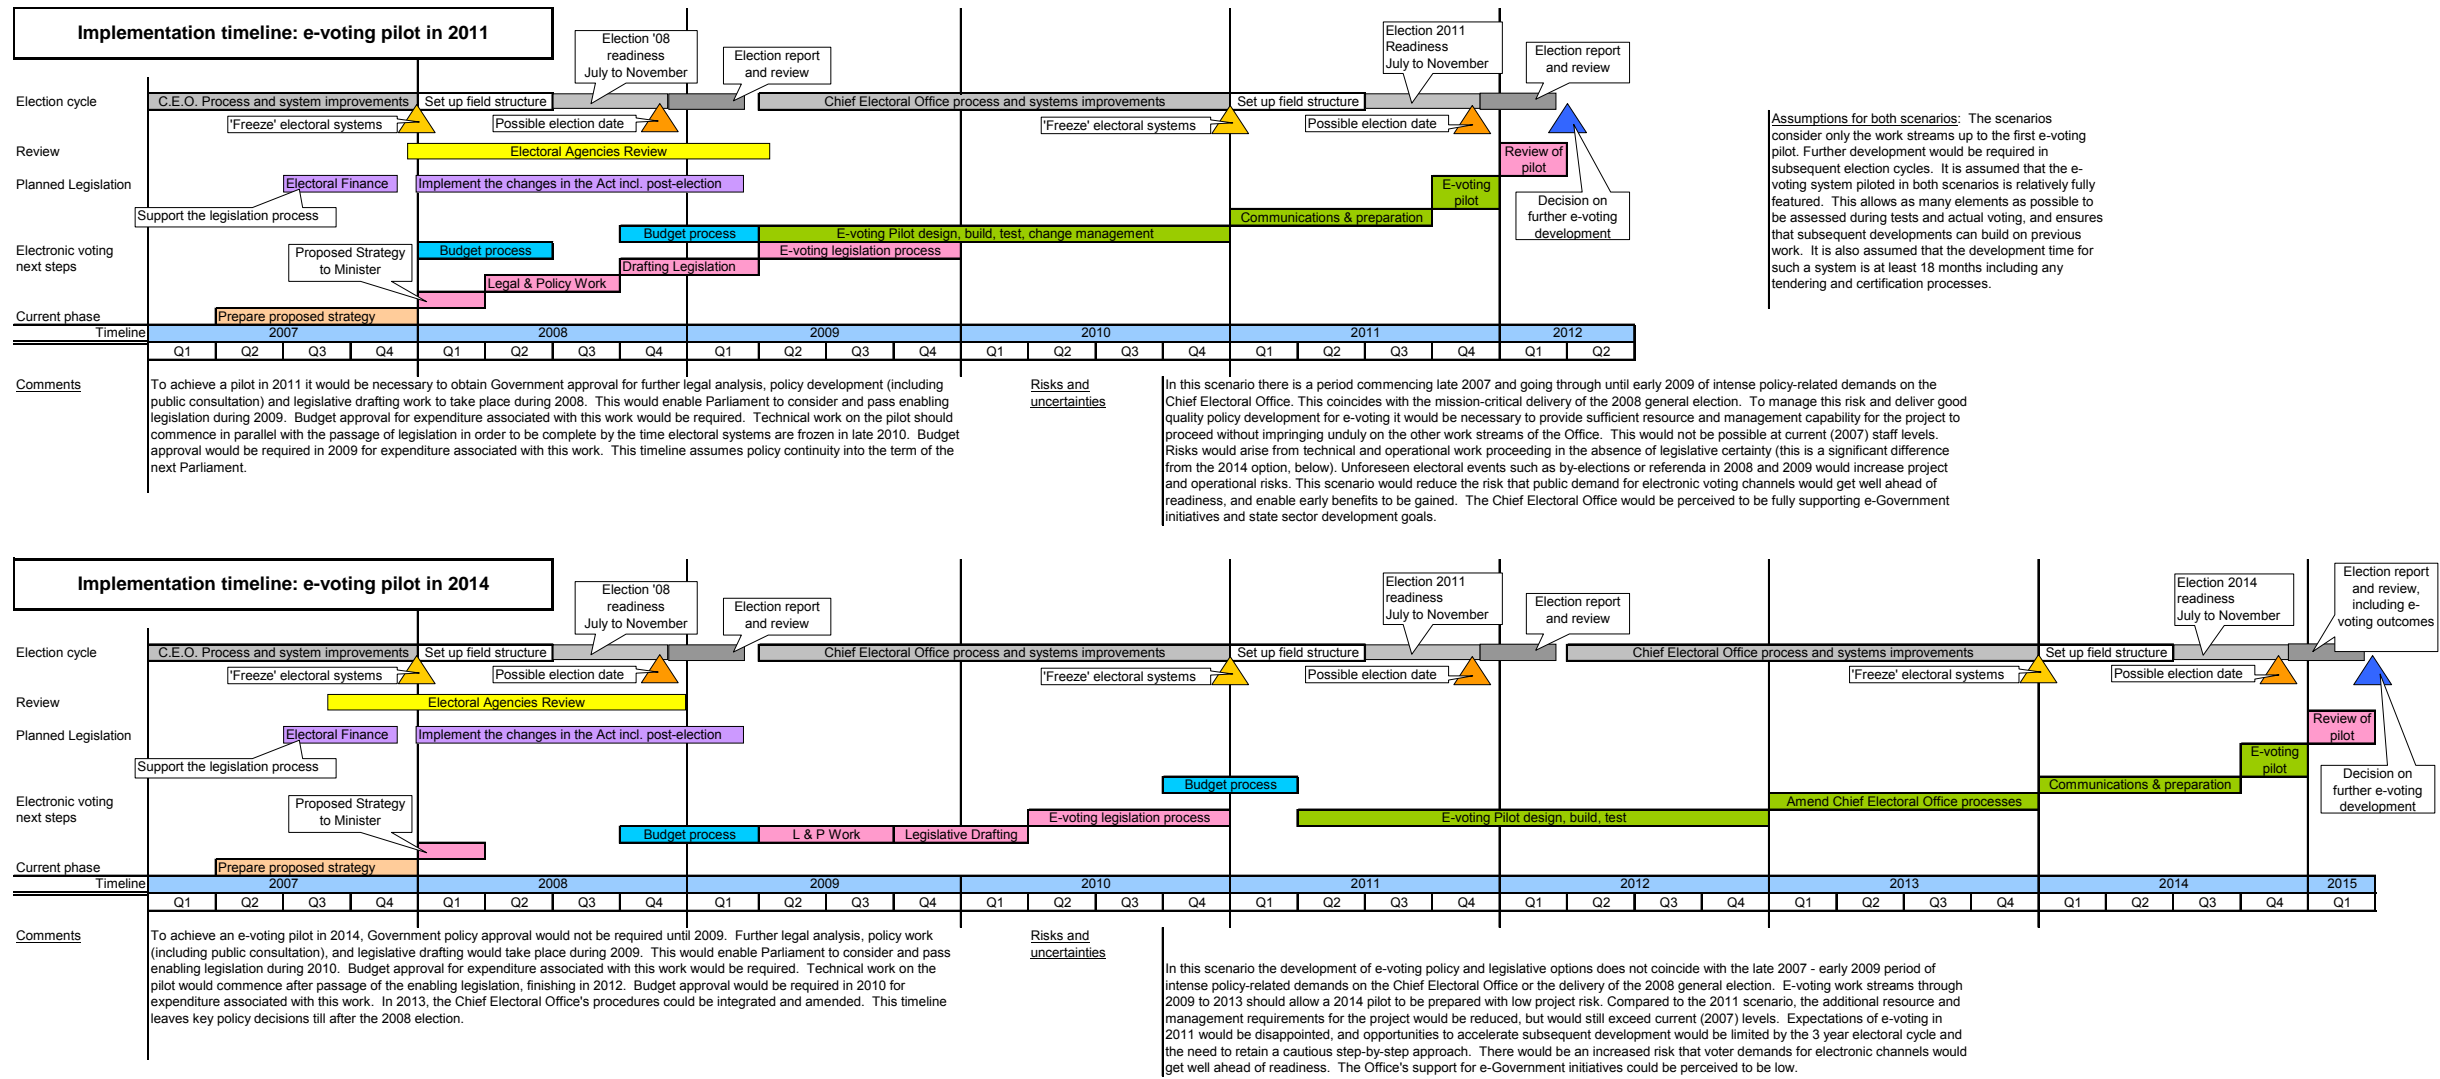 Implementation timeline: e-voting pilot in 2011
Election '08
readiness
July to November
Election report
and review
Election 2011
Readiness
July to November
Election report
and review
Election cycle
C.E.O. Process and system improvements
Set up field structure
Chief Electoral Office process and systems improvements
Set up field structure
'Freeze' electoral systems
Possible election date
'Freeze' electoral systems
Possible election date
Review
Electoral Agencies Review
Review of
pilot
Planned Legislation
Electoral Finance
Implement the changes in the Act incl. post-election
E-voting
pilot
Support the legislation process
Communications & preparation
Decision on
further e-voting
development
Budget process
E-voting Pilot design, build, test, change management
Electronic voting
next steps
Proposed Strategy
to Minister
Budget process
E-voting legislation process
Drafting Legislation
Legal & Policy Work
Current phase
Prepare proposed strategy
Timeline
2007 2008 2009 2010 2011 2012
Q1 Q2 Q3 Q4 Q1 Q2 Q3 Q4 Q1 Q2 Q3 Q4 Q1 Q2 Q3 Q4 Q1 Q2 Q3 Q4 Q1 Q2
Assumptions for both scenarios: The scenarios
consider only the work streams up to the first e-voting
pilot. Further development would be required in
subsequent election cycles. It is assumed that the e-
voting system piloted in both scenarios is relatively fully
featured. This allows as many elements as possible to
be assessed during tests and actual voting, and ensures
that subsequent developments can build on previous
work. It is also assumed that the development time for
such a system is at least 18 months including any
tendering and certification processes.
Comments
To achieve a pilot in 2011 it would be necessary to obtain Government approval for further legal analysis, policy development (including
public consultation) and legislative drafting work to take place during 2008. This would enable Parliament to consider and pass enabling
legislation during 2009. Budget approval for expenditure associated with this work would be required. Technical work on the pilot should
commence in parallel with the passage of legislation in order to be complete by the time electoral systems are frozen in late 2010. Budget
approval would be required in 2009 for expenditure associated with this work. This timeline assumes policy continuity into the term of the
next Parliament.
Risks and
uncertainties
In this scenario there is a period commencing late 2007 and going through until early 2009 of intense policy-related demands on the
Chief Electoral Office. This coincides with the mission-critical delivery of the 2008 general election. To manage this risk and deliver good
quality policy development for e-voting it would be necessary to provide sufficient resource and management capability for the project to
proceed without impringing unduly on the other work streams of the Office. This would not be possible at current (2007) staff levels.
Risks would arise from technical and operational work proceeding in the absence of legislative certainty (this is a significant difference
from the 2014 option, below). Unforeseen electoral events such as by-elections or referenda in 2008 and 2009 would increase project
and operational risks. This scenario would reduce the risk that public demand for electronic voting channels would get well ahead of
readiness, and enable early benefits to be gained. The Chief Electoral Office would be perceived to be fully supporting e-Government
initiatives and state sector development goals.
Implementation timeline: e-voting pilot in 2014
Election '08
readiness
July to November
Election report
and review
Election 2011
readiness
July to November
Election report
and review
Election 2014
readiness
July to November
Election report
and review,
including e-
voting outcomes
Election cycle
C.E.O. Process and system improvements
Set up field structure
Chief Electoral Office process and systems improvements
Set up field structure
Chief Electoral Office process and systems improvements
Set up field structure
'Freeze' electoral systems
Possible election date
'Freeze' electoral systems
Possible election date
'Freeze' electoral systems
Possible election date
Review
Electoral Agencies Review
Review of
pilot
Planned Legislation
Electoral Finance
Implement the changes in the Act incl. post-election
E-voting
pilot
Support the legislation process
Budget process
Communications & preparation
Decision on
further e-voting
development
Electronic voting
next steps
Proposed Strategy
to Minister
Amend Chief Electoral Office processes
E-voting legislation process
E-voting Pilot design, build, test
Budget process
L & P Work
Legislative Drafting
Current phase
Prepare proposed strategy
Timeline
2007 2008 2009 2010 2011 2012 2013 2014 2015
Q1 Q2 Q3 Q4 Q1 Q2 Q3 Q4 Q1 Q2 Q3 Q4 Q1 Q2 Q3 Q4 Q1 Q2 Q3 Q4 Q1 Q2 Q3 Q4 Q1 Q2 Q3 Q4 Q1 Q2 Q3 Q4 Q1
Comments
To achieve an e-voting pilot in 2014, Government policy approval would not be required until 2009. Further legal analysis, policy work
(including public consultation), and legislative drafting would take place during 2009. This would enable Parliament to consider and pass
enabling legislation during 2010. Budget approval for expenditure associated with this work would be required. Technical work on the
pilot would commence after passage of the enabling legislation, finishing in 2012. Budget approval would be required in 2010 for
expenditure associated with this work. In 2013, the Chief Electoral Office's procedures could be integrated and amended. This timeline
leaves key policy decisions till after the 2008 election.
Risks and
uncertainties
In this scenario the development of e-voting policy and legislative options does not coincide with the late 2007 - early 2009 period of
intense policy-related demands on the Chief Electoral Office or the delivery of the 2008 general election. E-voting work streams through
2009 to 2013 should allow a 2014 pilot to be prepared with low project risk. Compared to the 2011 scenario, the additional resource and
management requirements for the project would be reduced, but would still exceed current (2007) levels. Expectations of e-voting in
2011 would be disappointed, and opportunities to accelerate subsequent development would be limited by the 3 year electoral cycle and
the need to retain a cautious step-by-step approach. There would be an increased risk that voter demands for electronic channels would
get well ahead of readiness. The Office's support for e-Government initiatives could be perceived to be low.